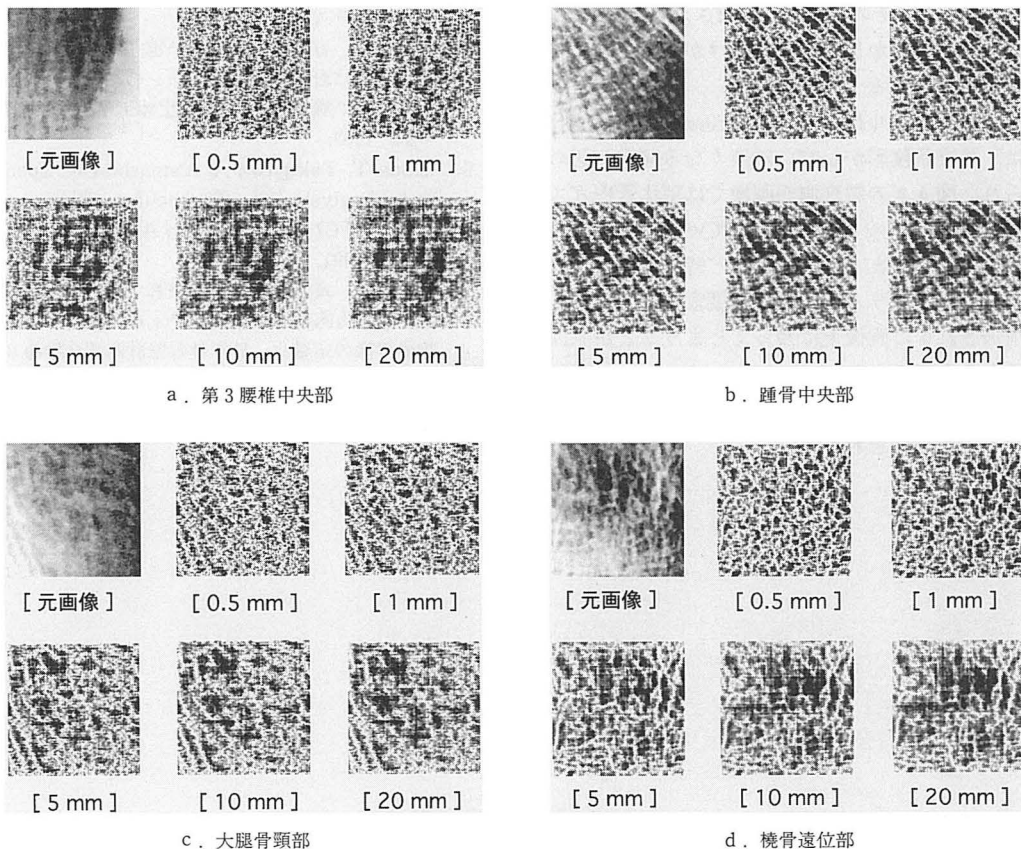 [ 元画像 ] [ 0.5 mm ] [ 1 mm ]
[ 5 mm ] [ 10 mm ] [ 20 mm ]
a . 第3腰椎中央部
[ 元画像 ] [ 0.5 mm ] [ 1 mm ]
[ 5 mm ] [ 10 mm ] [ 20 mm ]
b . 踵骨中央部
[ 元画像 ] [ 0.5 mm ] [ 1 mm ]
[ 5 mm ] [ 10 mm ] [ 20 mm ]
c . 大腿骨頸部
[ 元画像 ] [ 0.5 mm ] [ 1 mm ]
[ 5 mm ] [ 10 mm ] [ 20 mm ]
d . 橈骨遠位部